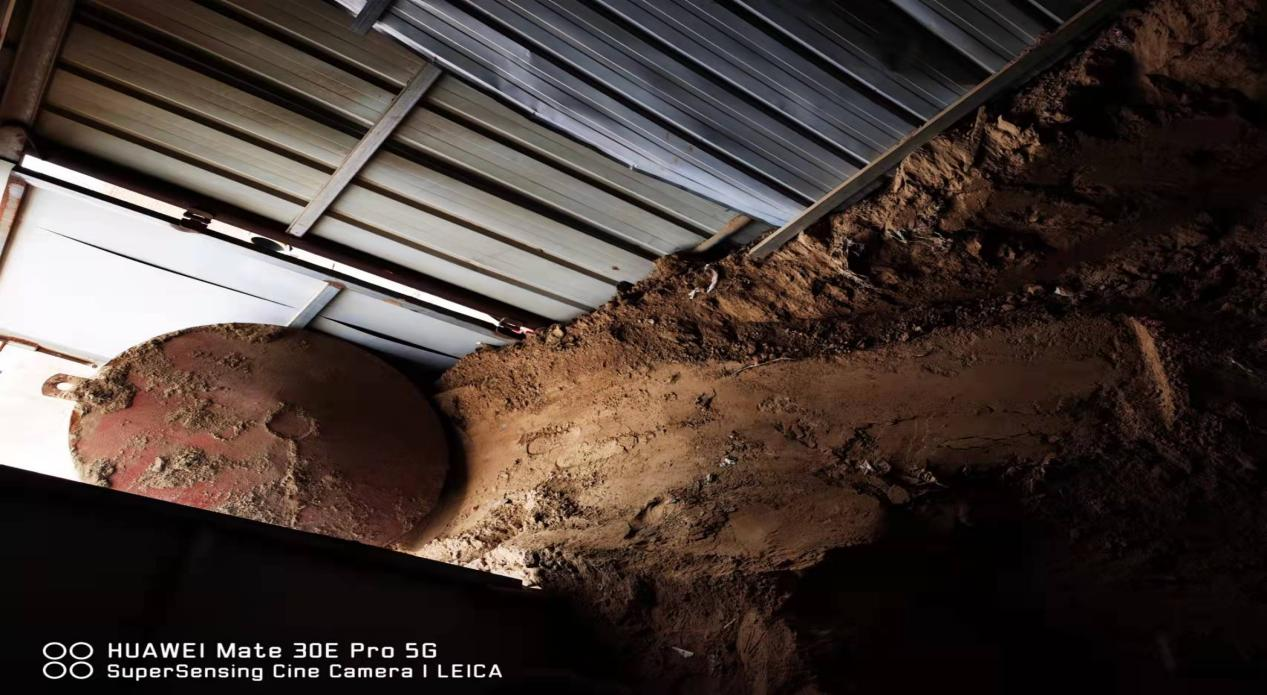 HUAWEI Mate 30E Pro 5G
SuperSensing Cine Camera | LEICA